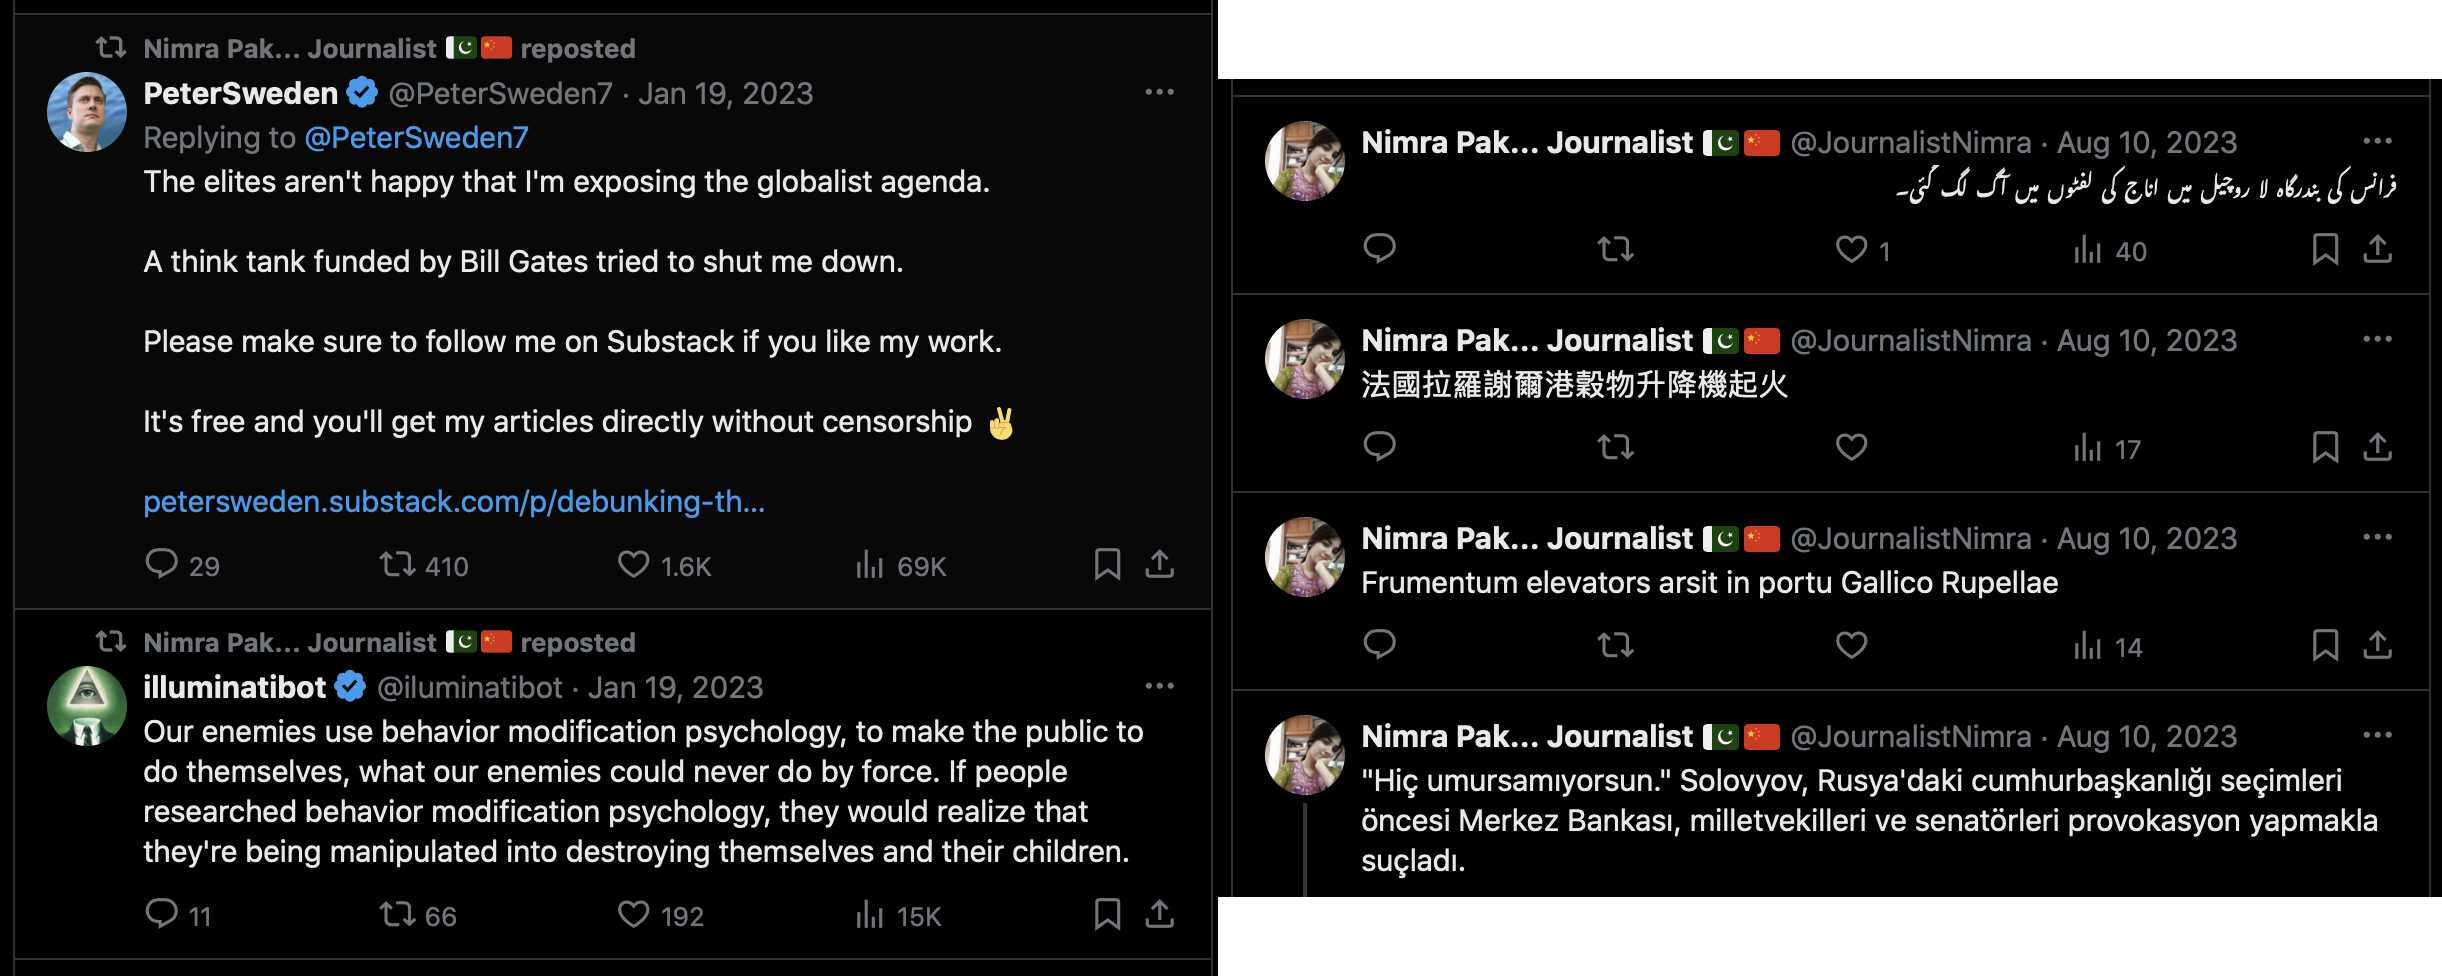 Nimra Pak... Journalist 🇵🇰🇨🇳 reposted
PeterSweden @PeterSweden7 · Jan 19, 2023
Replying to @PeterSweden7
The elites aren't happy that I'm exposing the globalist agenda.
A think tank funded by Bill Gates tried to shut me down.
Please make sure to follow me on Substack if you like my work.
It's free and you'll get my articles directly without censorship ✌️
petersweden.substack.com/p/debunking-th...
29 410 1.6K 69K
Nimra Pak... Journalist 🇵🇰🇨🇳 reposted
illuminatibot @iluminatibot · Jan 19, 2023
Our enemies use behavior modification psychology, to make the public to
do themselves, what our enemies could never do by force. If people
researched behavior modification psychology, they would realize that
they're being manipulated into destroying themselves and their children.
11 66 192 15K
Nimra Pak... Journalist 🇵🇰🇨🇳 @JournalistNimra · Aug 10, 2023
فرانس کی بندرگاہ لا روچیل میں اناج کی لفٹوں میں آگ لگ گئی۔
1 40
Nimra Pak... Journalist 🇵🇰🇨🇳 @JournalistNimra · Aug 10, 2023
法國拉羅謝爾港穀物升降機起火
17
Nimra Pak... Journalist 🇵🇰🇨🇳 @JournalistNimra · Aug 10, 2023
Frumentum elevators arsit in portu Gallico Rupellae
14
Nimra Pak... Journalist 🇵🇰🇨🇳 @JournalistNimra · Aug 10, 2023
"Hiç umursamıyorsun." Solovyov, Rusya'daki cumhurbaşkanlığı seçimleri
öncesi Merkez Bankası, milletvekilleri ve senatörleri provokasyon yapmakla
suçladı.